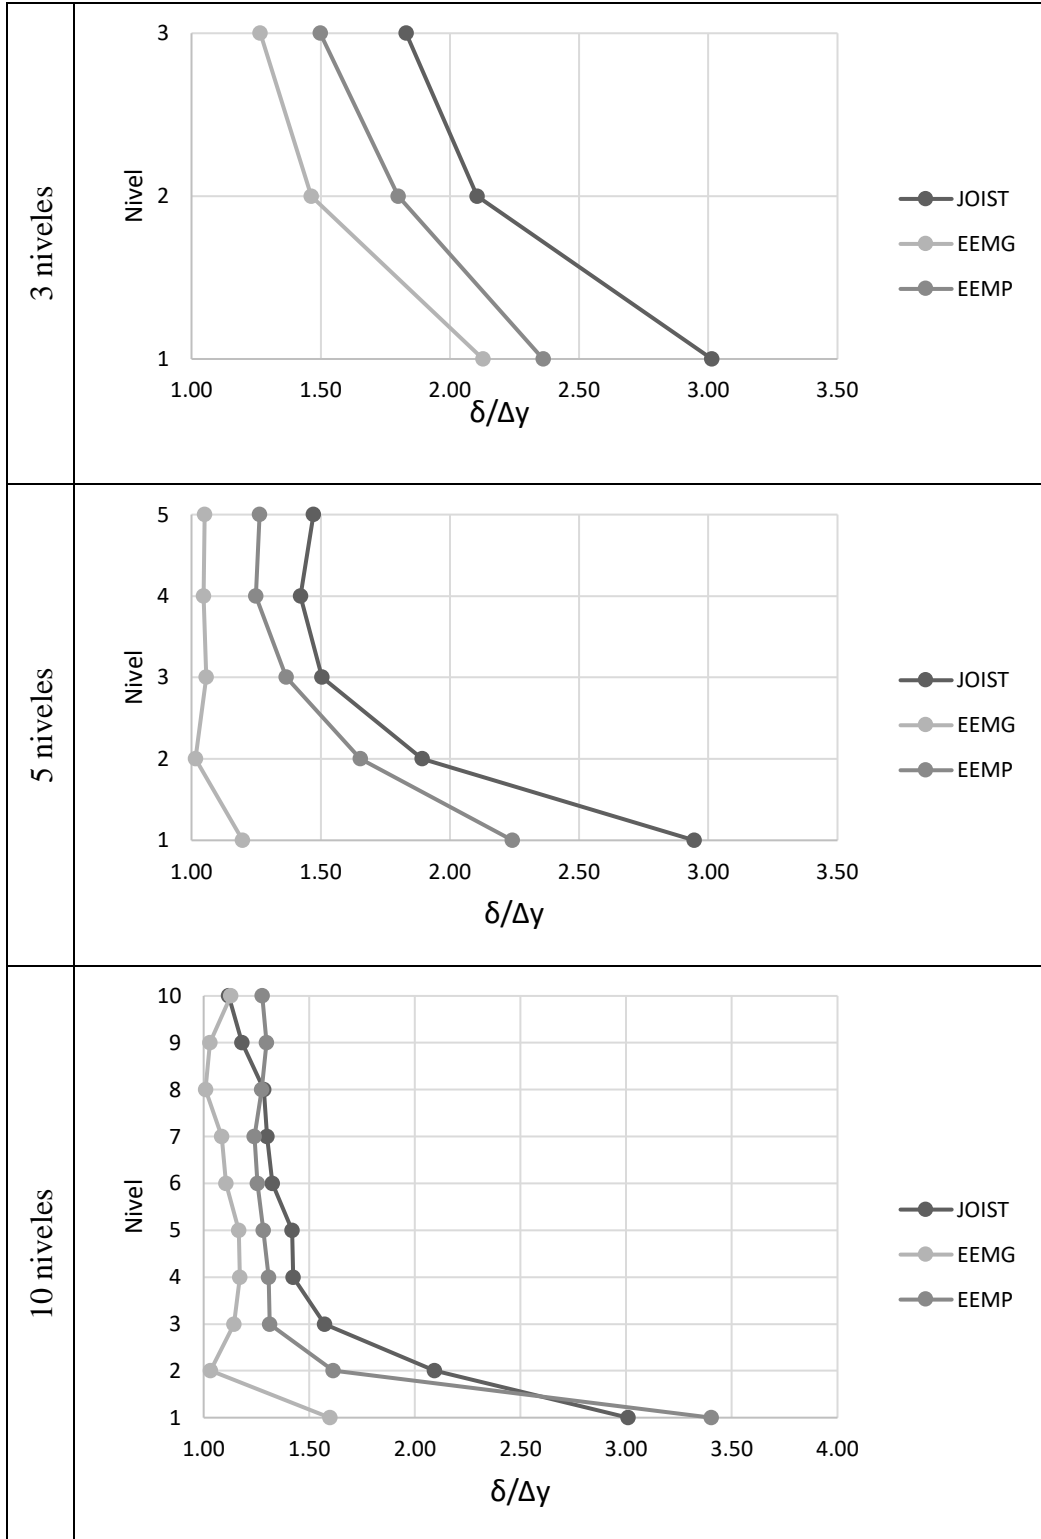 3 niveles
Nivel
3
2
1
1.00 1.50 2.00 2.50 3.00 3.50
δ/Δy
JOIST
EEMG
EEMP
5 niveles
Nivel
5
4
3
2
1
1.00 1.50 2.00 2.50 3.00 3.50
δ/Δy
JOIST
EEMG
EEMP
10 niveles
Nivel
10
9
8
7
6
5
4
3
2
1
1.00 1.50 2.00 2.50 3.00 3.50 4.00
δ/Δy
JOIST
EEMG
EEMP